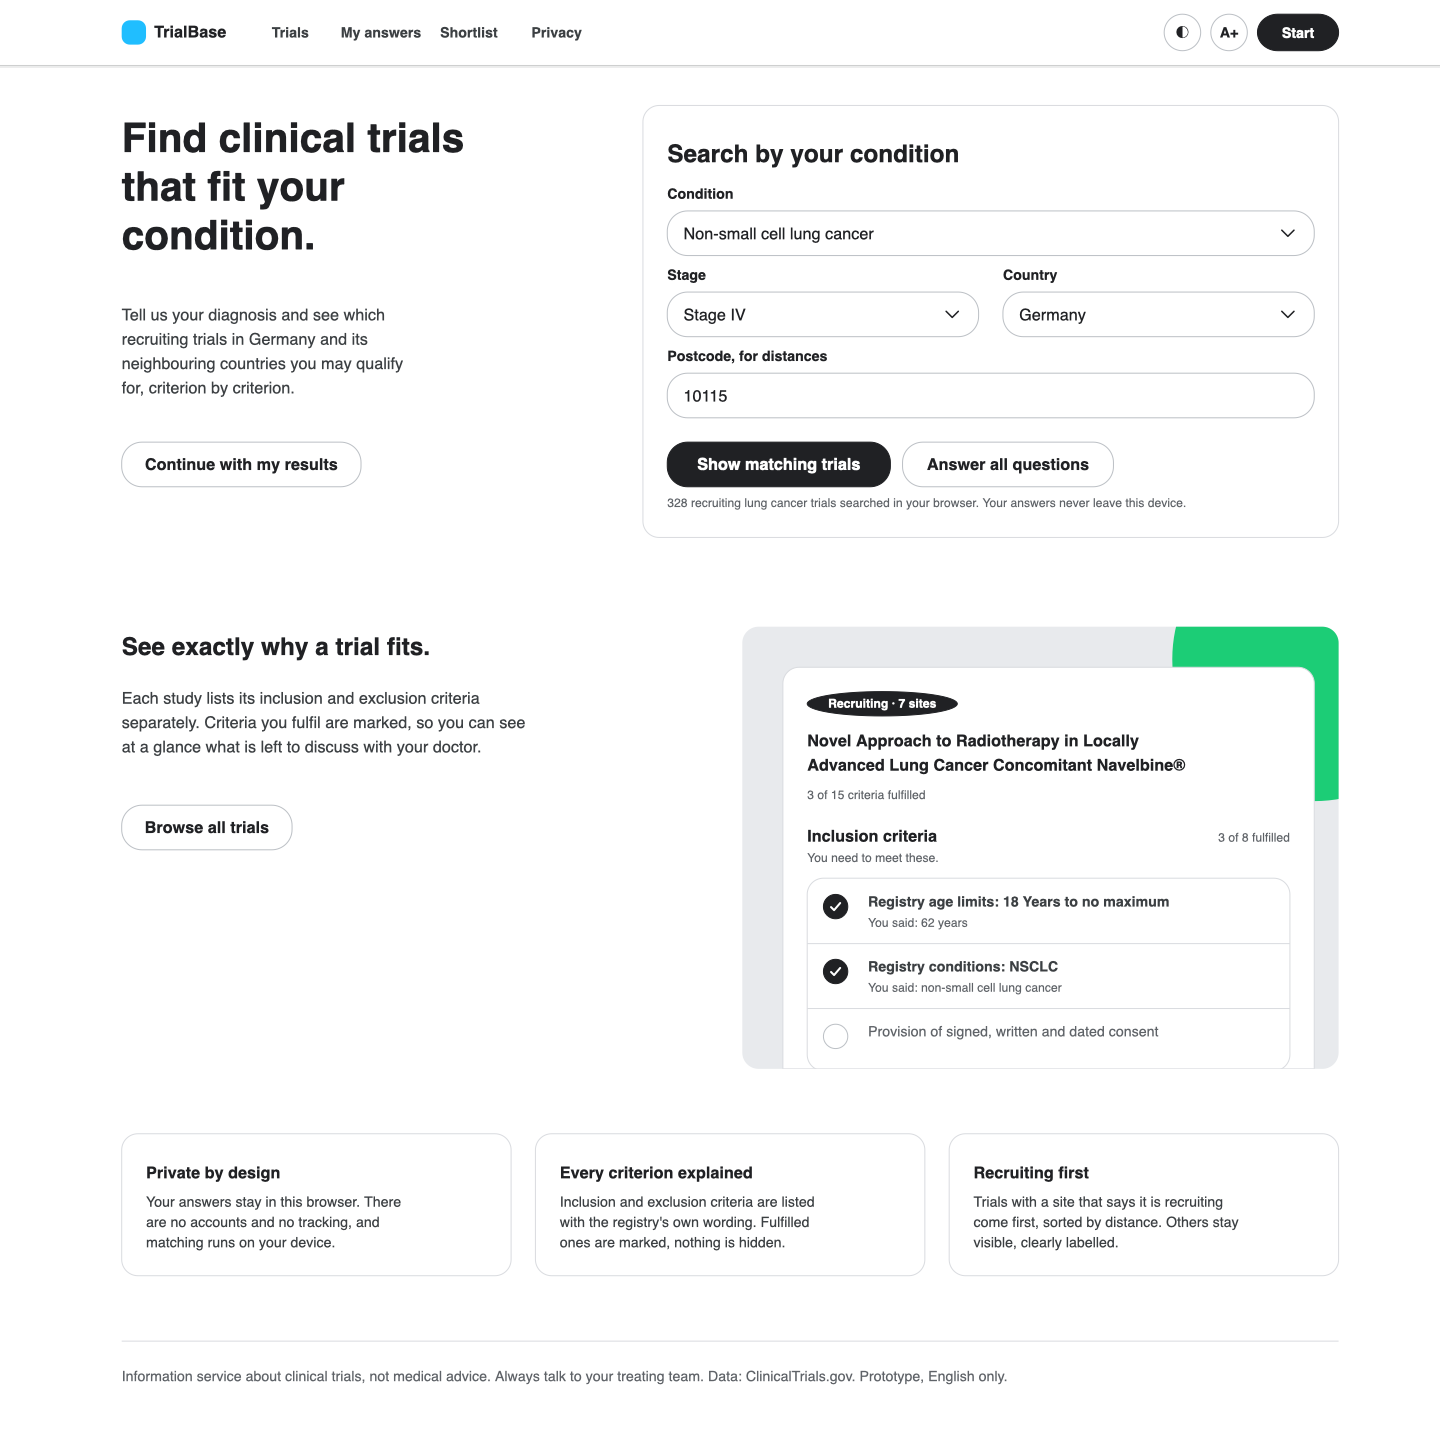 TrialBase
Trials
My answers
Shortlist
Privacy
A+
Start
Find clinical trials
that fit your
condition.
Tell us your diagnosis and see which
recruiting trials in Germany and its
neighbouring countries you may qualify
for, criterion by criterion.
Continue with my results
Search by your condition
Condition
Non-small cell lung cancer
Stage
Country
Stage IV
Germany
Postcode, for distances
10115
Show matching trials
Answer all questions
328 recruiting lung cancer trials searched in your browser. Your answers never leave this device.
See exactly why a trial fits.
Each study lists its inclusion and exclusion criteria
separately. Criteria you fulfil are marked, so you can see
at a glance what is left to discuss with your doctor.
Browse all trials
Recruiting · 7 sites
Novel Approach to Radiotherapy in Locally
Advanced Lung Cancer Concomitant Navelbine®
3 of 15 criteria fulfilled
Inclusion criteria
3 of 8 fulfilled
You need to meet these.
Registry age limits: 18 Years to no maximum
You said: 62 years
Registry conditions: NSCLC
You said: non-small cell lung cancer
Provision of signed, written and dated consent
Private by design
Your answers stay in this browser. There
are no accounts and no tracking, and
matching runs on your device.
Every criterion explained
Inclusion and exclusion criteria are listed
with the registry's own wording. Fulfilled
ones are marked, nothing is hidden.
Recruiting first
Trials with a site that says it is recruiting
come first, sorted by distance. Others stay
visible, clearly labelled.
Information service about clinical trials, not medical advice. Always talk to your treating team. Data: ClinicalTrials.gov. Prototype, English only.